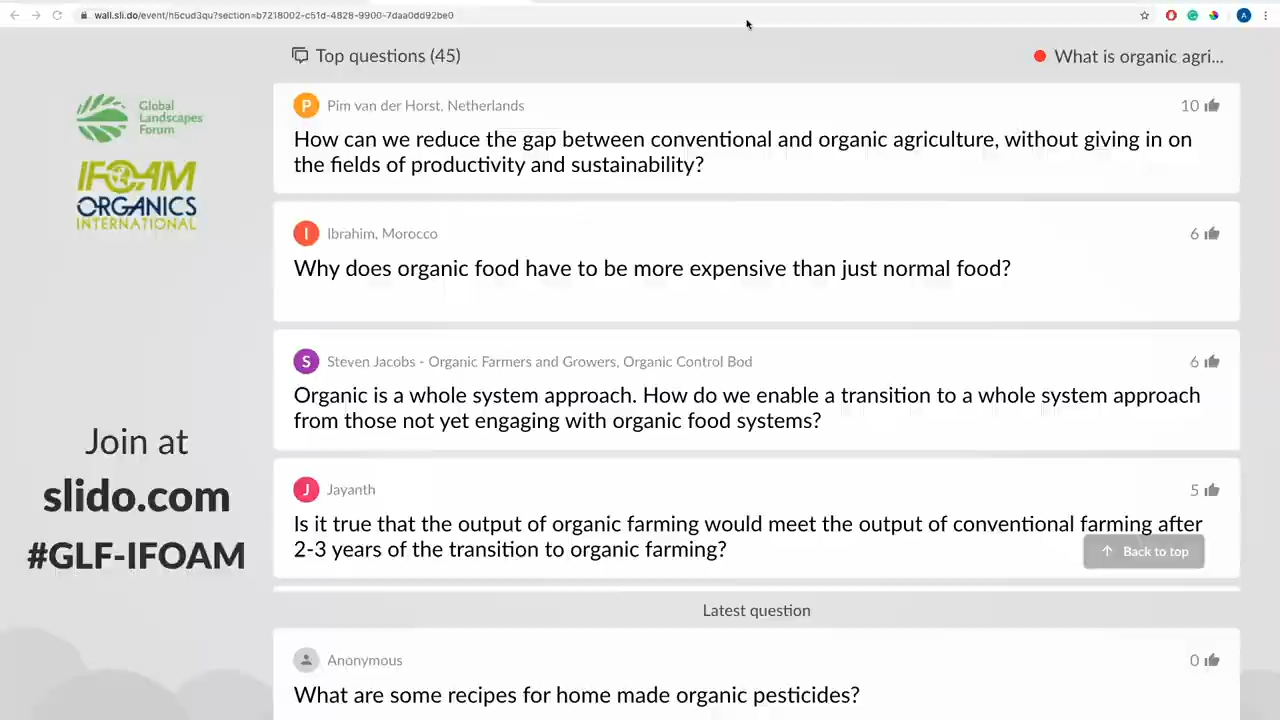 wall.sli.do/event/h6cud3qu?section=b7218002-c51d-4828-9900-7daa0dd92be0
A
Top questions (45)
What is organic agri...
Global
Landscapes
Forum
IFOAM
ORGANICS
INTERNATIONAL
P
Pim van der Horst, Netherlands
10
How can we reduce the gap between conventional and organic agriculture, without giving in on
the fields of productivity and sustainability?
I
Ibrahim, Morocco
6
Why does organic food have to be more expensive than just normal food?
S
Steven Jacobs - Organic Farmers and Growers, Organic Control Bod
6
Organic is a whole system approach. How do we enable a transition to a whole system approach
from those not yet engaging with organic food systems?
J
Jayanth
5
Is it true that the output of organic farming would meet the output of conventional farming after
2-3 years of the transition to organic farming?
Back to top
Join at
slido.com
#GLF-IFOAM
Latest question
Anonymous
0
What are some recipes for home made organic pesticides?